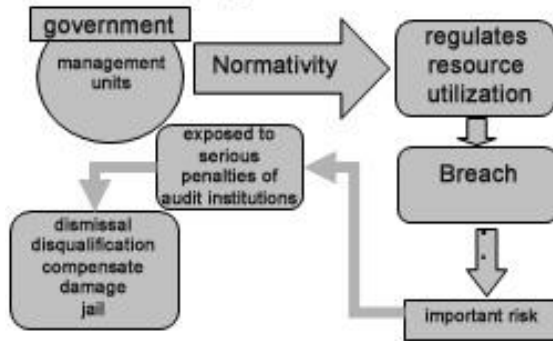 government
management
units
Normativity
regulates
resource
utilization
Breach
important risk
exposed to
serious
penalties of
audit institutions
dismissal
disqualification
compensate
damage
jail